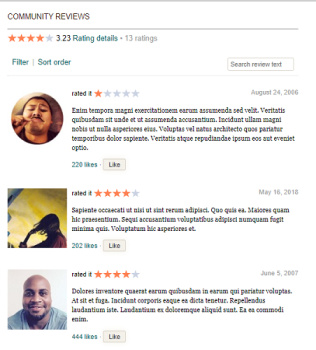 COMMUNITY REVIEWS
3.23 Rating details • 13 ratings
Filter | Sort order
Search review text
rated it
August 24, 2006
Enim tempora magni exercitationem earum assumenda sed velit. Veritatis
quibusdam sit unde et ut assumenda accusantium. Incidunt ullam magni
nobis ut nulla asperiores eius. Voluptas vel natus architecto quos pariatur
temporibus dolor sapiente. Veritatis atque repudiandae ipsum eos aut eveniet
optio.
220 likes · Like
rated it
May 16, 2018
Sapiente occaecati ut nisi ut sint rerum adipisci. Quo quis ea. Maiores quam
hic praesentium. Sequi accusantium voluptatibus adipisci numquam fugit
minima quis. Voluptatum hic asperiores et.
202 likes · Like
rated it
June 5, 2007
Dolores inventore quaerat earum quibusdam in earum qui pariatur voluptas.
At sit et fuga. Incidunt corporis eaque ea dicta tenetur. Repellendus
laudantium iste. Laudantium ex doloremque aliquid sunt. Ea ea commodi
enim.
444 likes · Like